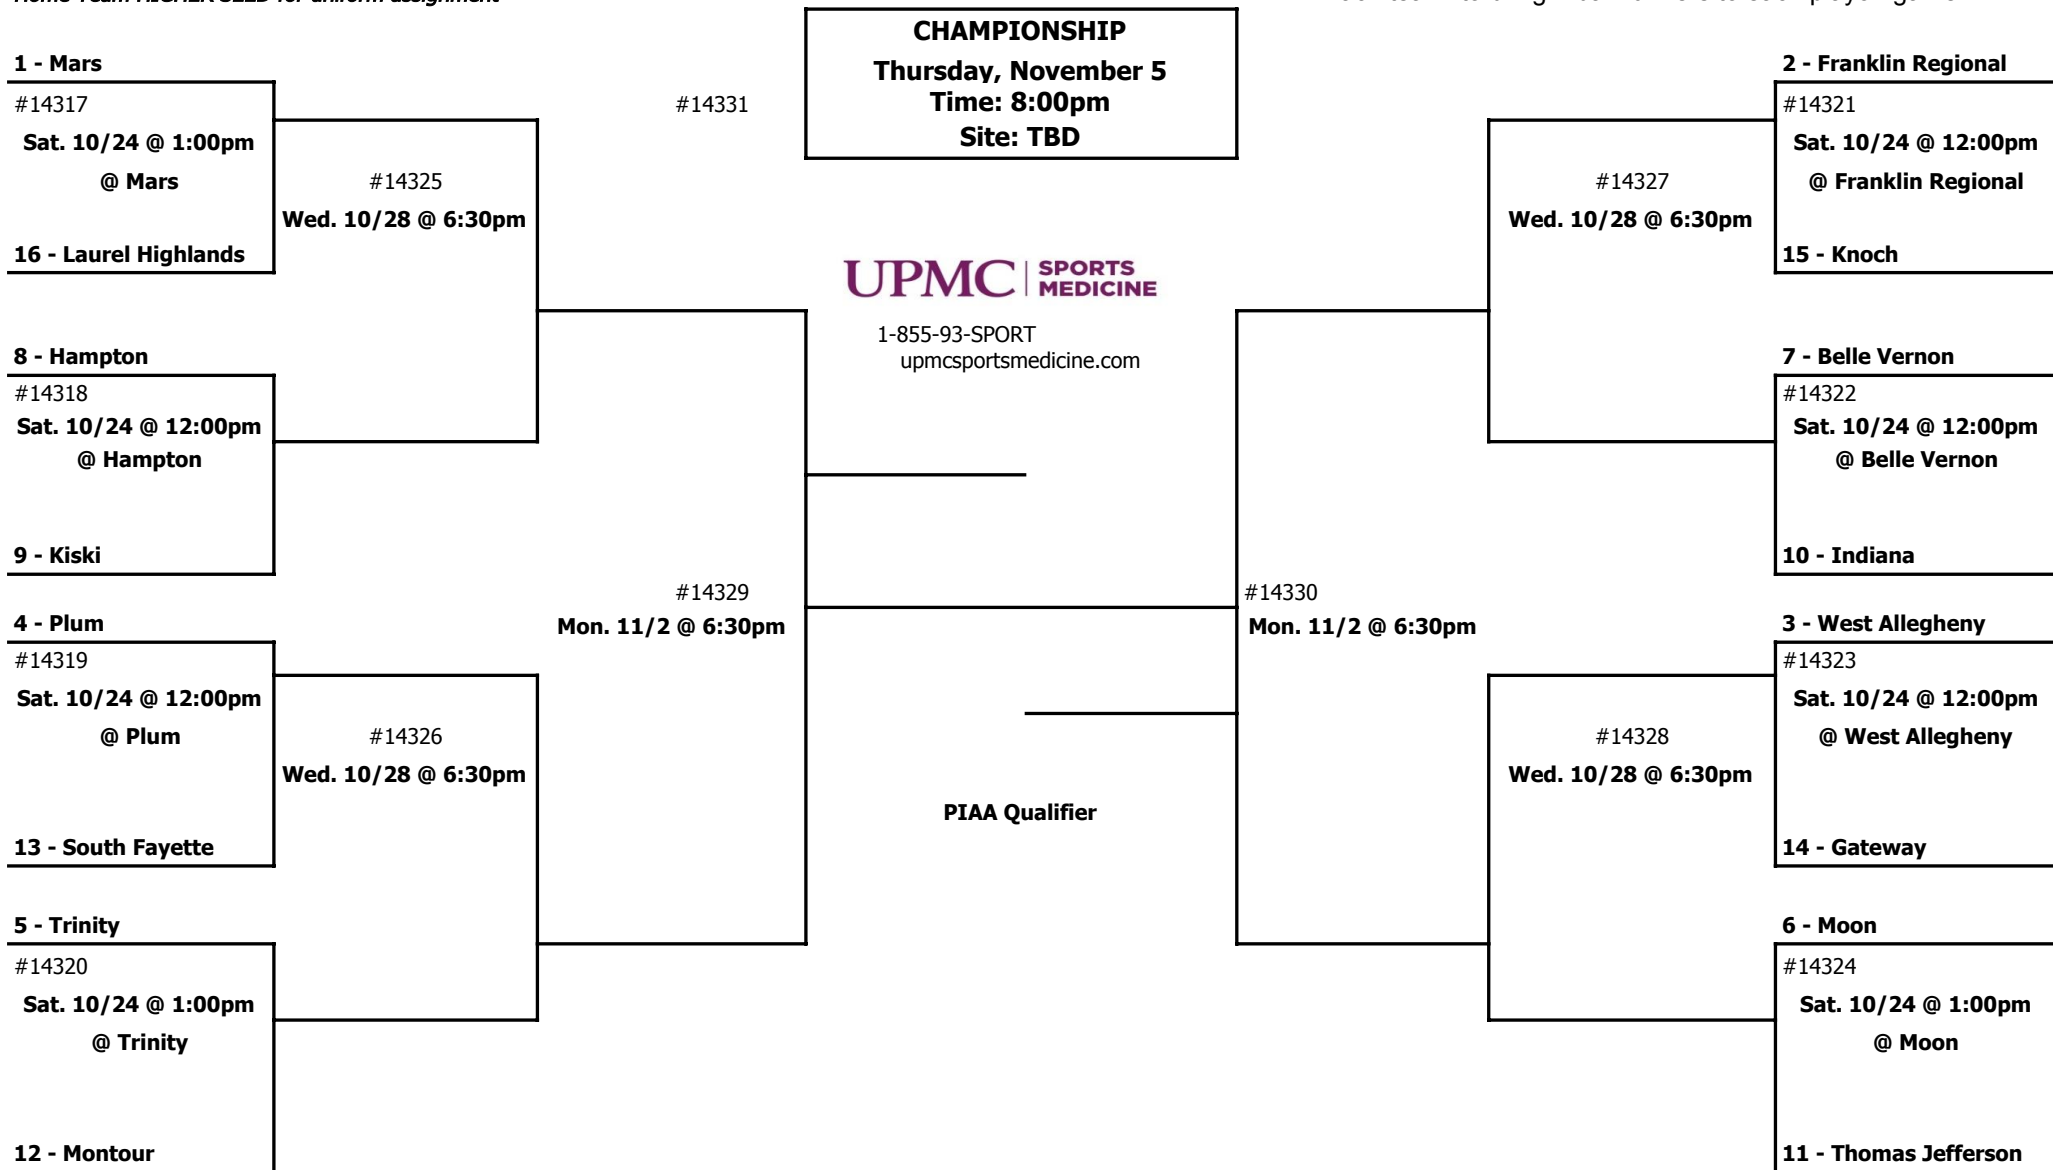 Home Team HIGHER SEED for uniform assignment
CHAMPIONSHIP
Thursday, November 5
Time: 8:00pm
Site: TBD
#14331
1 - Mars
#14317
Sat. 10/24 @ 1:00pm
@ Mars
16 - Laurel Highlands
#14325
Wed. 10/28 @ 6:30pm
8 - Hampton
#14318
Sat. 10/24 @ 12:00pm
@ Hampton
9 - Kiski
4 - Plum
#14319
Sat. 10/24 @ 12:00pm
@ Plum
13 - South Fayette
#14326
Wed. 10/28 @ 6:30pm
5 - Trinity
#14320
Sat. 10/24 @ 1:00pm
@ Trinity
12 - Montour
#14329
Mon. 11/2 @ 6:30pm
UPMC SPORTS
MEDICINE
1-855-93-SPORT
upmcsportsmedicine.com
PIAA Qualifier
#14330
Mon. 11/2 @ 6:30pm
#14327
Wed. 10/28 @ 6:30pm
#14328
Wed. 10/28 @ 6:30pm
2 - Franklin Regional
#14321
Sat. 10/24 @ 12:00pm
@ Franklin Regional
15 - Knoch
7 - Belle Vernon
#14322
Sat. 10/24 @ 12:00pm
@ Belle Vernon
10 - Indiana
3 - West Allegheny
#14323
Sat. 10/24 @ 12:00pm
@ West Allegheny
14 - Gateway
6 - Moon
#14324
Sat. 10/24 @ 1:00pm
@ Moon
11 - Thomas Jefferson